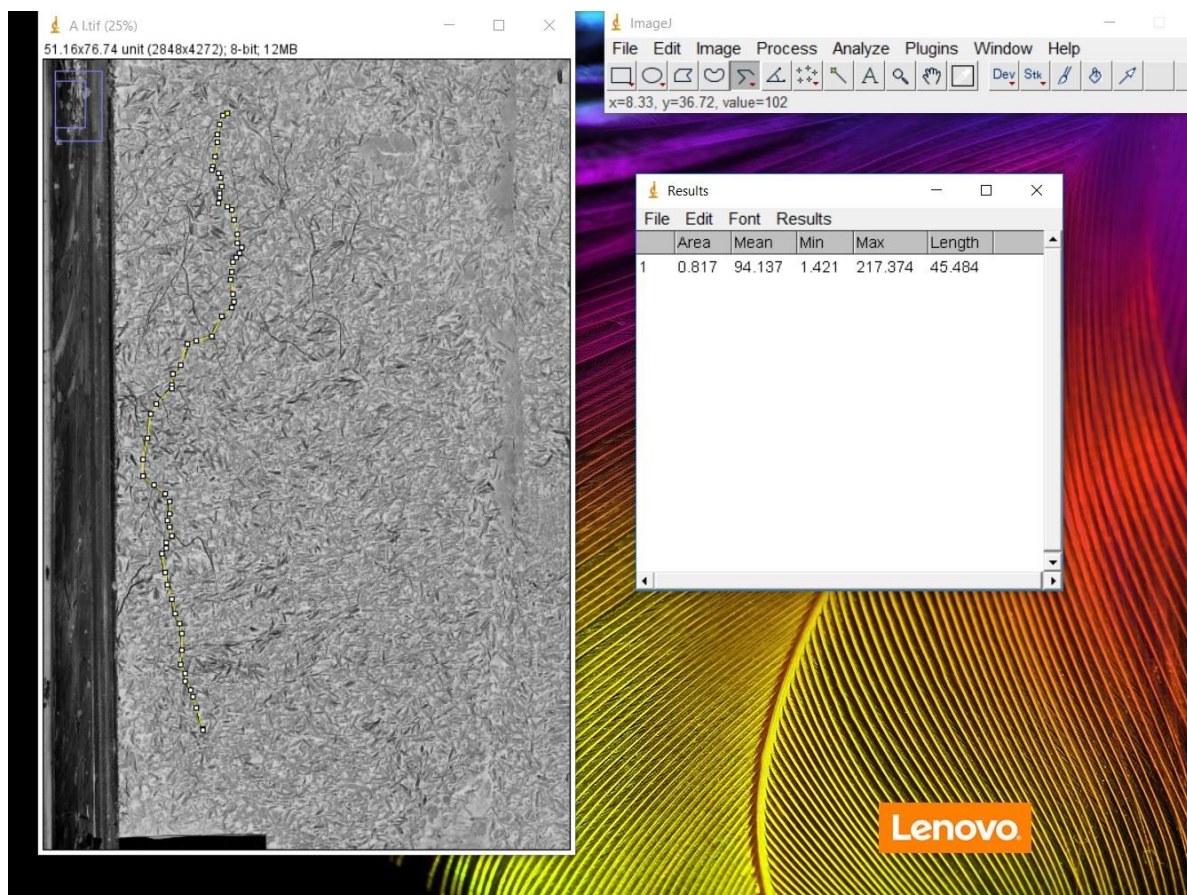 A I.tif (25%)
51.16x76.74 unit (2848x4272); 8-bit; 12MB
ImageJ
File Edit Image Process Analyze Plugins Window Help
A Dev Stk
x=8.33, y=36.72, value=102
Results
File Edit Font Results
Area Mean Min Max Length
1 0.817 94.137 1.421 217.374 45.484
Lenovo